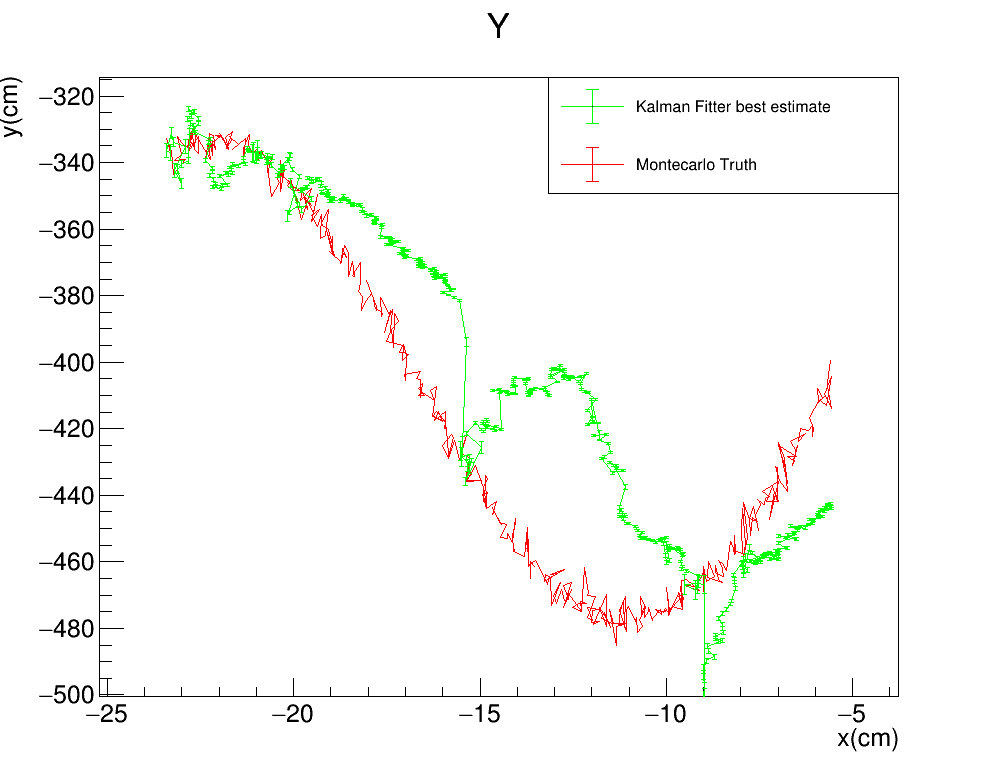 Y
y(cm)
Kalman Fitter best estimate
Montecarlo Truth
−320
−340
−360
−380
−400
−420
−440
−460
−480
−500
−25 −20 −15 −10 −5
x(cm)